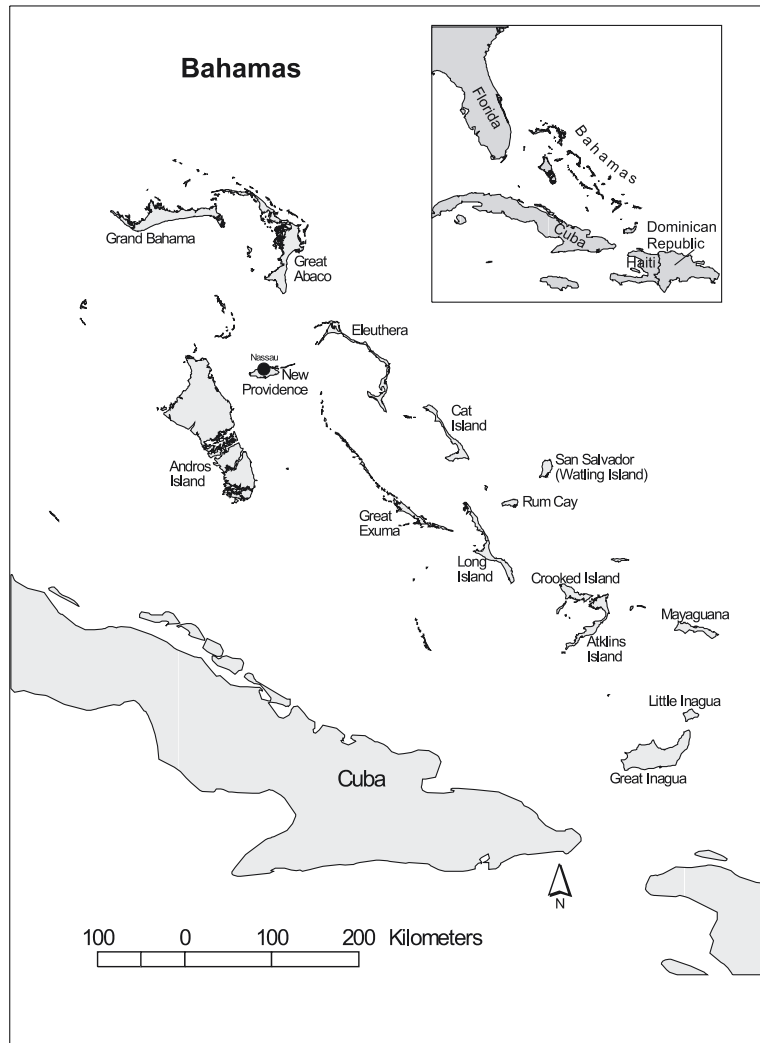 Bahamas
Florida
Bahamas
Cuba
Dominican
Republic
Haiti
Grand Bahama
Great
Abaco
Eleuthera
Nassau
New
Providence
Cat
Island
Andros
Island
San Salvador
(Watling Island)
Rum Cay
Great
Exuma
Long
Island
Crooked Island
Mayaguana
Atklins
Island
Little Inagua
Great Inagua
Cuba
N
100 0 100 200 Kilometers